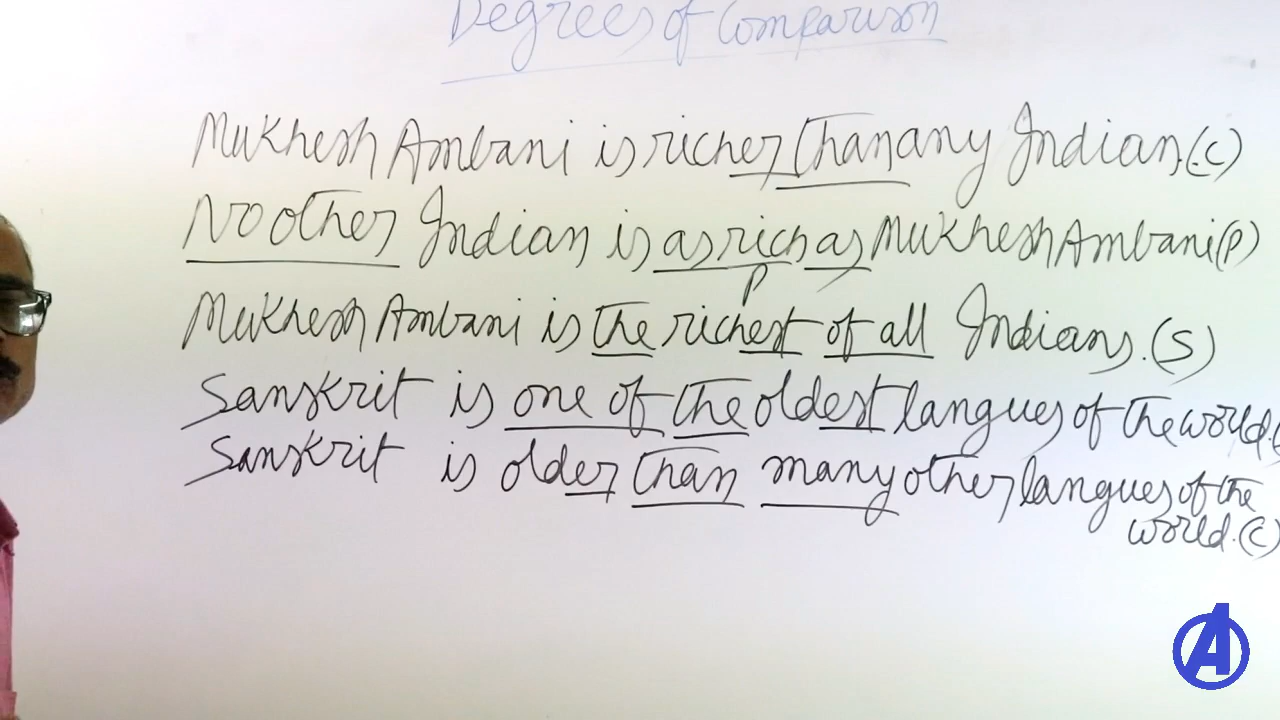 Degrees of Comparison
Mukhesh Ambani is richer than any Indian.(C)
No other Indian is as rich as Mukhesh Ambani(P)
P
Mukhesh Ambani is the richest of all Indians.(S)
Sanskrit is one of the oldest langues of the world.(
Sanskrit is older than many other langues of the
world.(C)
A